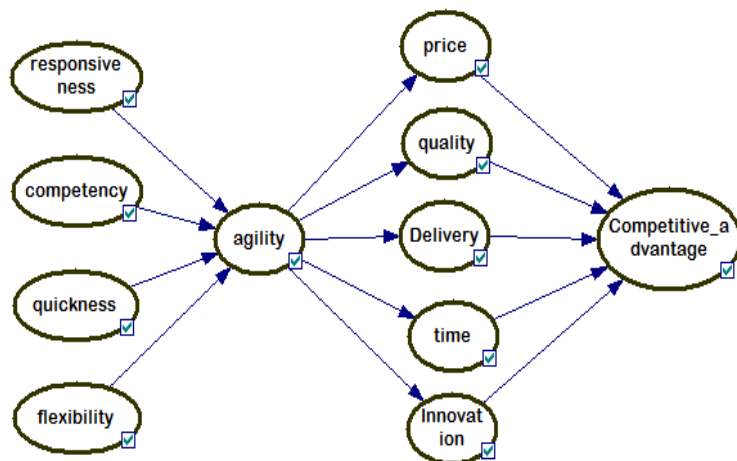 responsive
ness
competency
quickness
flexibility
agility
price
quality
Delivery
time
Innovat
ion
Competitive_a
dvantage